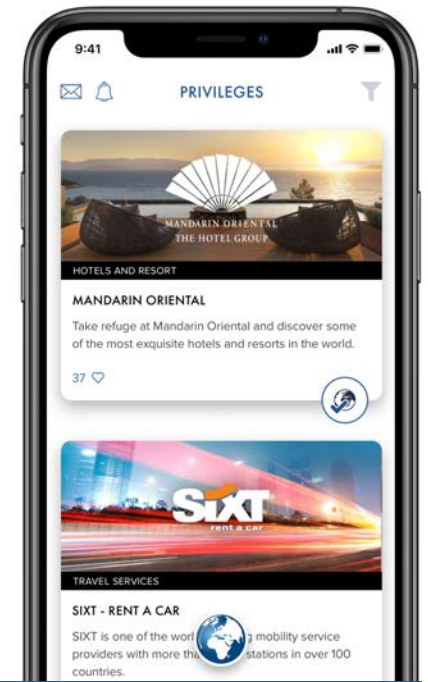 9:41
PRIVILEGES
MANDARIN ORIENTAL
THE HOTEL GROUP
HOTELS AND RESORT
MANDARIN ORIENTAL
Take refuge at Mandarin Oriental and discover some
of the most exquisite hotels and resorts in the world.
37
SIXT
rent a car
TRAVEL SERVICES
SIXT - RENT A CAR
SIXT is one of the mobility service
providers with more stations in over 100
countries.